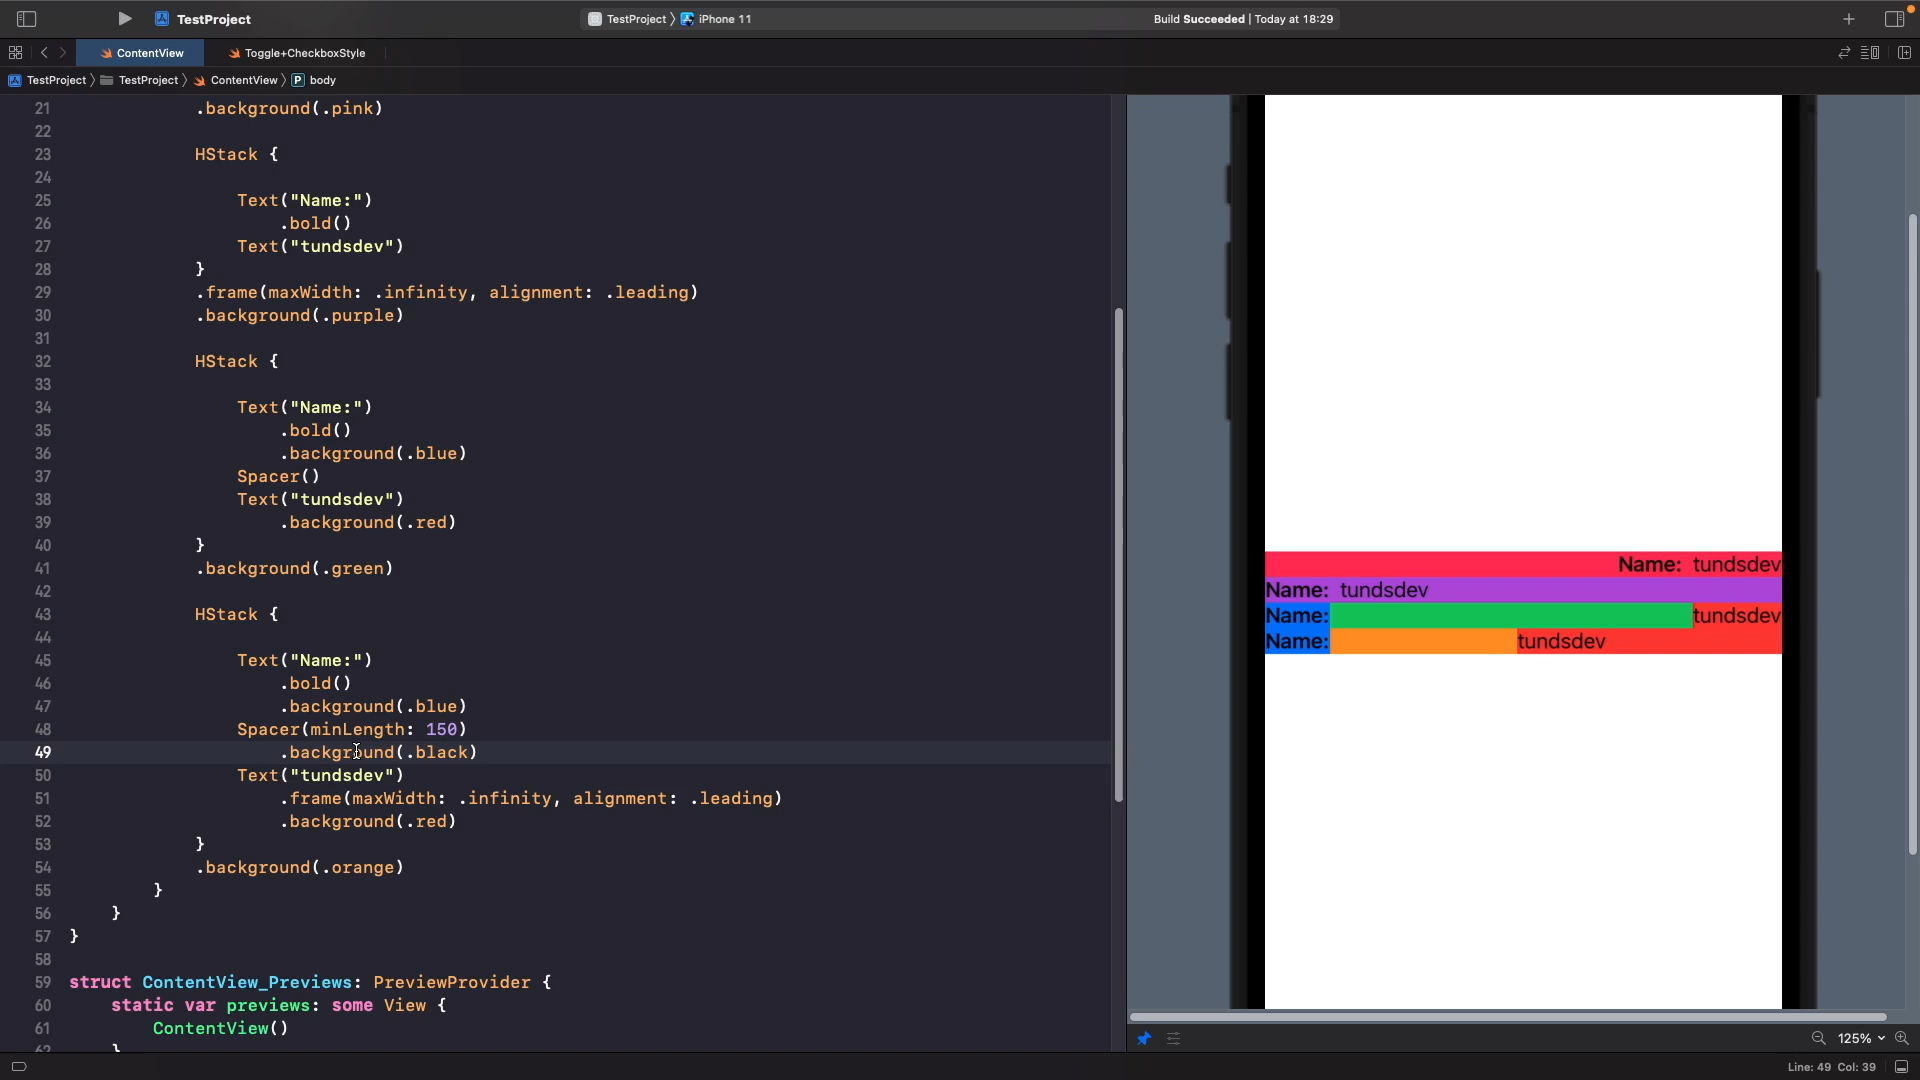 TestProject
TestProject 〉 iPhone 11
Build Succeeded | Today at 18:29
ContentView
Toggle+CheckboxStyle
TestProject 〉 TestProject 〉 ContentView 〉 P body
21 .background(.pink)
22
23 HStack {
24
25 Text("Name:")
26 .bold()
27 Text("tundsdev")
28 }
29 .frame(maxWidth: .infinity, alignment: .leading)
30 .background(.purple)
31
32 HStack {
33
34 Text("Name:")
35 .bold()
36 .background(.blue)
37 Spacer()
38 Text("tundsdev")
39 .background(.red)
40 }
41 .background(.green)
42
43 HStack {
44
45 Text("Name:")
46 .bold()
47 .background(.blue)
48 Spacer(minLength: 150)
49 .background(.black)
50 Text("tundsdev")
51 .frame(maxWidth: .infinity, alignment: .leading)
52 .background(.red)
53 }
54 .background(.orange)
55 }
56 }
57 }
58
59 struct ContentView_Previews: PreviewProvider {
60 static var previews: some View {
61 ContentView()
62 }
Name: tundsdev
Name: tundsdev
Name: tundsdev
Name: tundsdev
125%
Line: 49 Col: 39